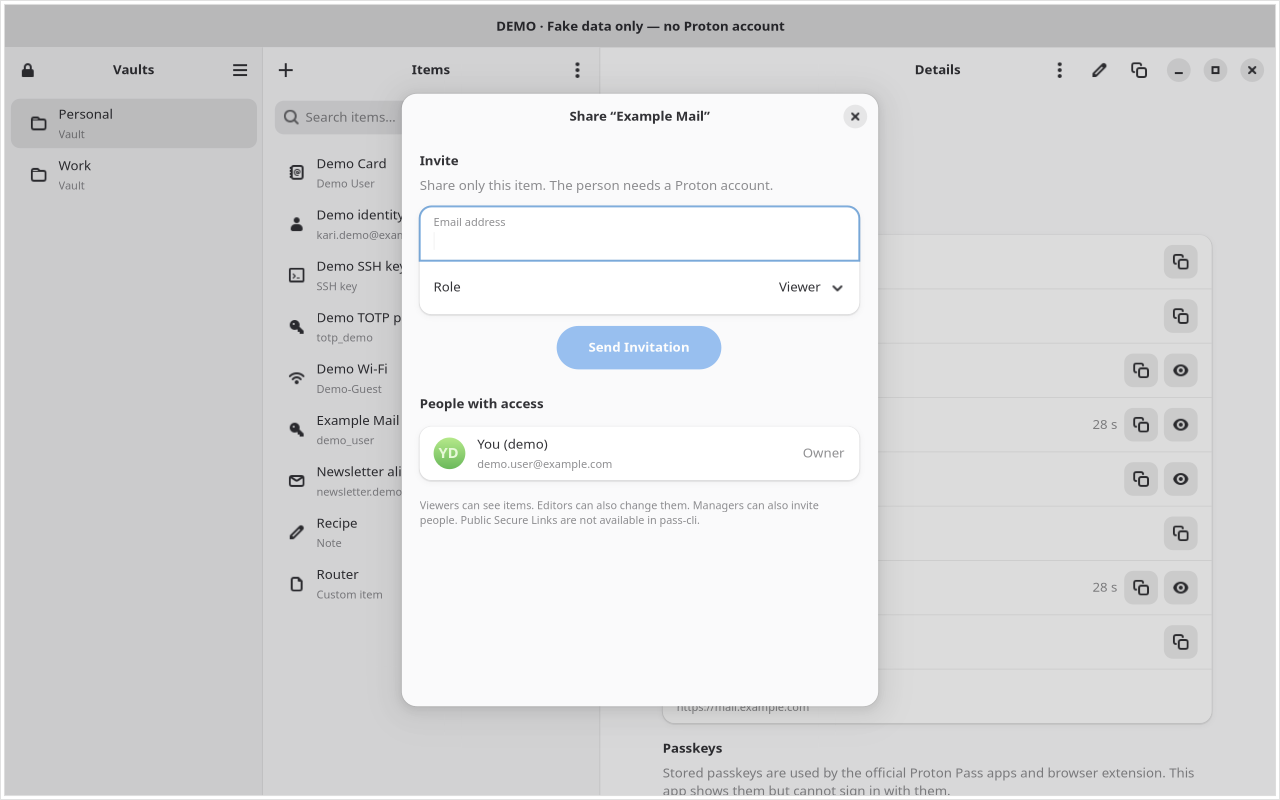 DEMO · Fake data only — no Proton account
Vaults
Items
Details
Personal
Vault
Work
Vault
Search items...
Demo Card
Demo User
Demo identity
kari.demo@exam
Demo SSH key
SSH key
Demo TOTP p
totp_demo
Demo Wi-Fi
Demo-Guest
Example Mail
demo_user
Newsletter ali
newsletter.demo
Recipe
Note
Router
Custom item
Share “Example Mail”
Invite
Share only this item. The person needs a Proton account.
Email address
Role
Viewer
Send Invitation
People with access
YD
You (demo)
demo.user@example.com
Owner
Viewers can see items. Editors can also change them. Managers can also invite
people. Public Secure Links are not available in pass-cli.
28 s
28 s
https://mail.example.com
Passkeys
Stored passkeys are used by the official Proton Pass apps and browser extension. This
app shows them but cannot sign in with them.